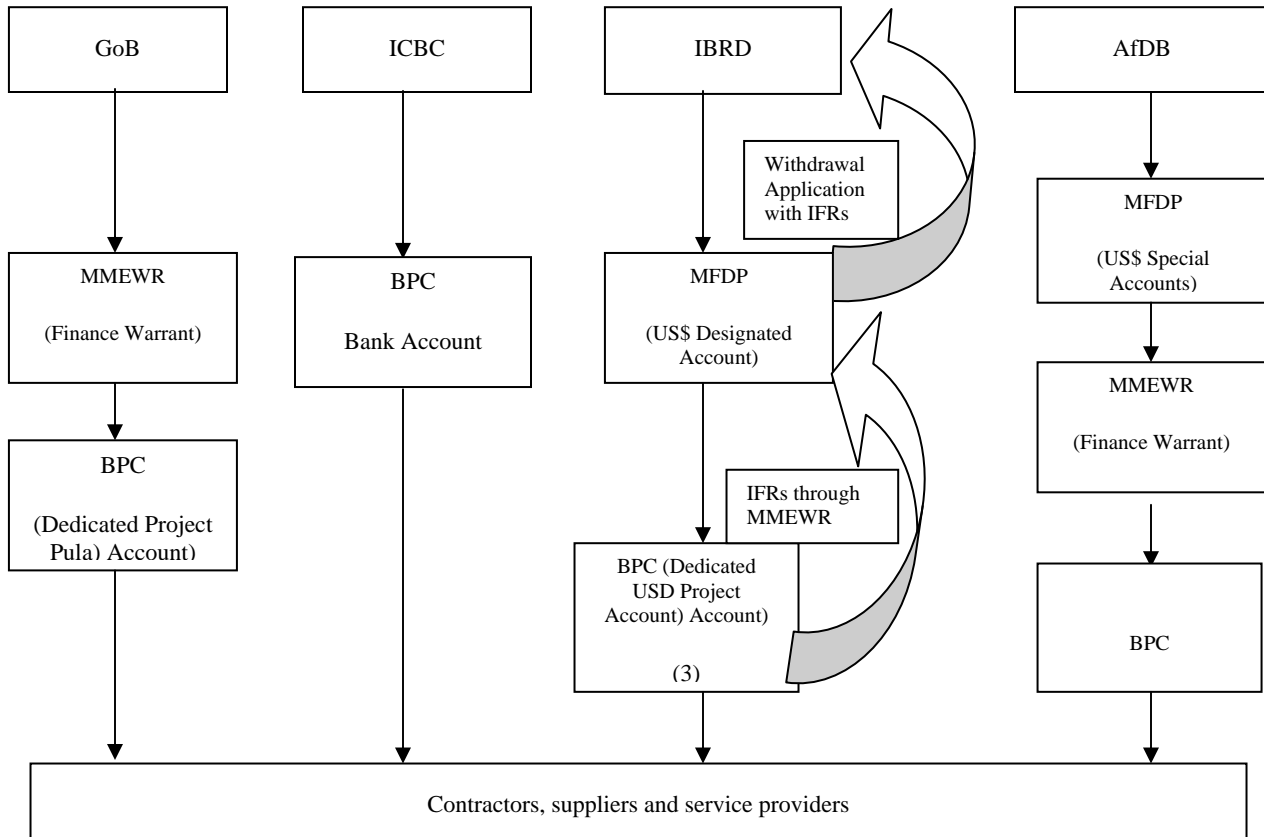 GoB
ICBC
IBRD
AfDB
Withdrawal
Application
with IFRs
MFDP
(US$ Special
Accounts)
MMEWR
(Finance Warrant)
BPC
Bank Account
MFDP
(US$ Designated
Account)
MMEWR
(Finance Warrant)
BPC
(Dedicated Project
Pula) Account)
IFRs through
MMEWR
BPC (Dedicated
USD Project
Account) Account)
(3)
BPC
Contractors, suppliers and service providers